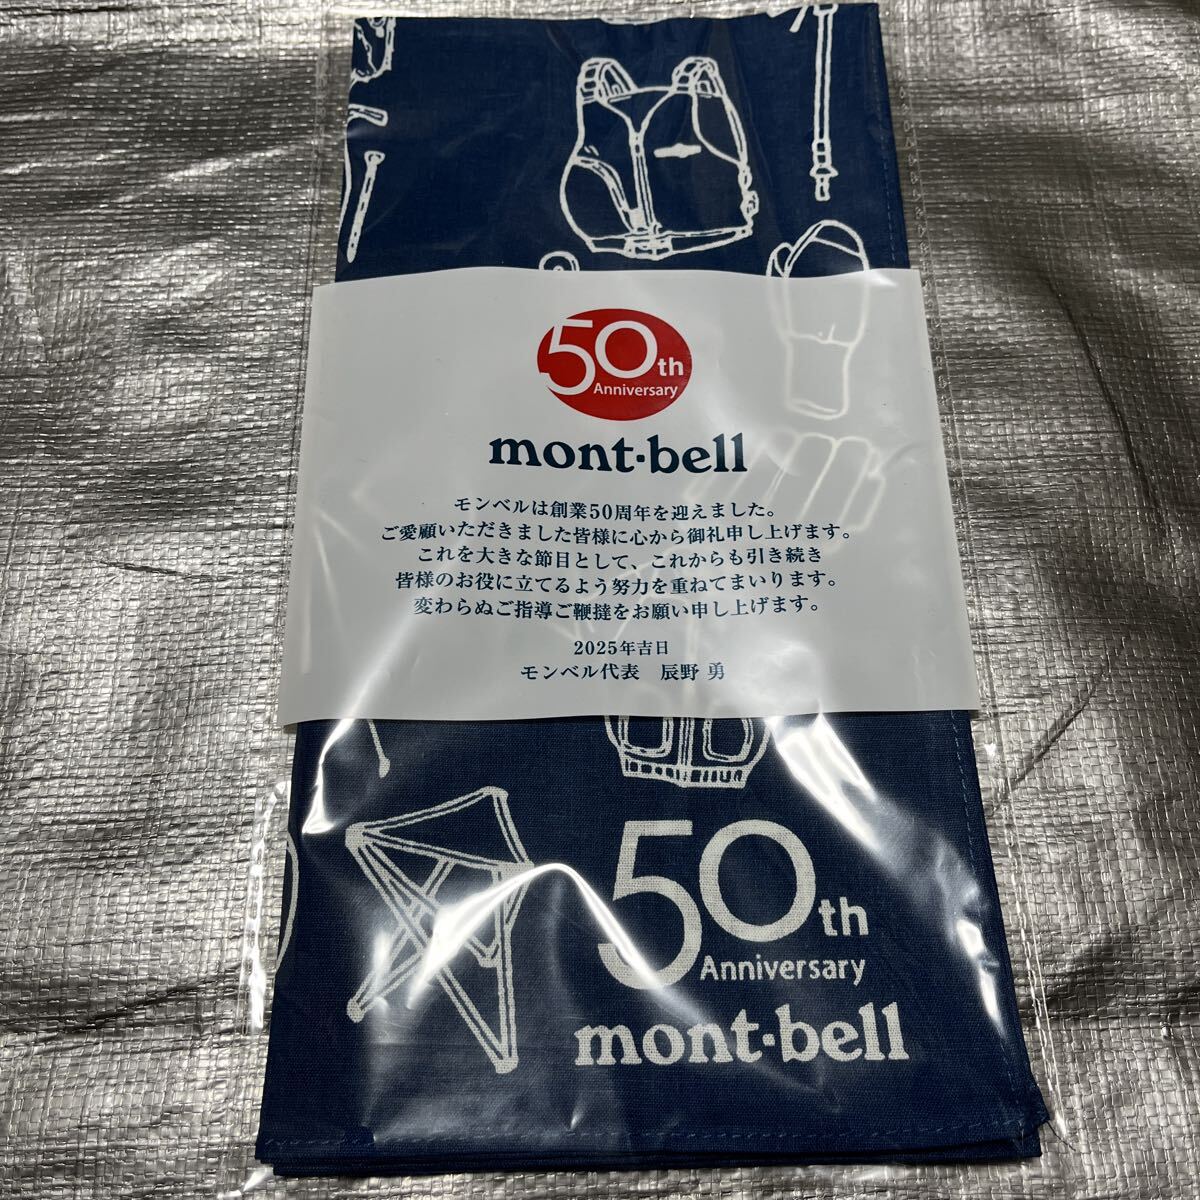 50th
Anniversary
mont-bell
モンベルは創業50周年を迎えました。
ご愛顧いただきました皆様に心から御礼申し上げます。
これを大きな節目として、これからも引き続き
皆様のお役に立てるよう努力を重ねてまいります。
変わらぬご指導ご鞭撻をお願い申し上げます。
2025年吉日
モンベル代表　辰野 勇
50th
Anniversary
mont-bell